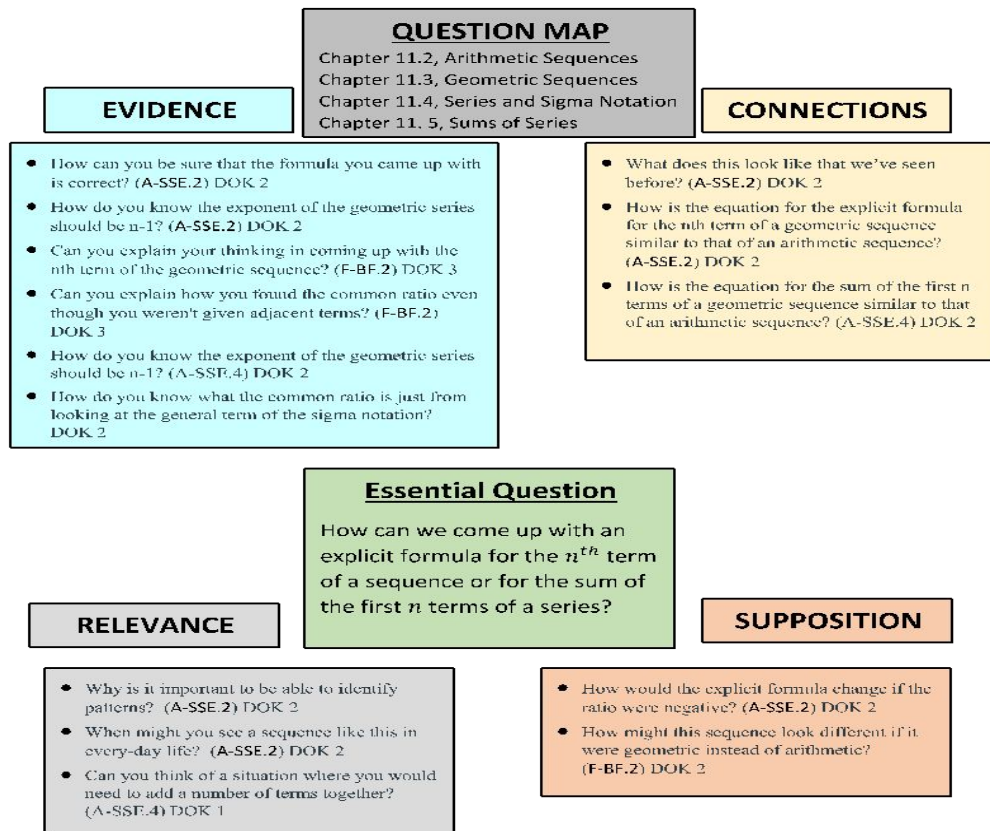 QUESTION MAP
Chapter 11.2, Arithmetic Sequences
Chapter 11.3, Geometric Sequences
Chapter 11.4, Series and Sigma Notation
Chapter 11. 5, Sums of Series
EVIDENCE
• How can you be sure that the formula you came up with
is correct? (A-SSE.2) DOK 2
• How do you know the exponent of the geometric series
should be n-1? (A-SSE.2) DOK 2
• Can you explain your thinking in coming up with the
nth term of the geometric sequence? (F-BF.2) DOK 3
• Can you explain how you found the common ratio even
though you weren't given adjacent terms? (F-BF.2)
DOK 3
• How do you know the exponent of the geometric series
should be n-1? (A-SSE.4) DOK 2
• How do you know what the common ratio is just from
looking at the general term of the sigma notation?
DOK 2
CONNECTIONS
• What does this look like that we've seen
before? (A-SSE.2) DOK 2
• How is the equation for the explicit formula
for the nth term of a geometric sequence
similar to that of an arithmetic sequence?
(A-SSE.2) DOK 2
• How is the equation for the sum of the first n
terms of a geometric sequence similar to that
of an arithmetic sequence? (A-SSE.4) DOK 2
Essential Question
How can we come up with an
explicit formula for the n^th term
of a sequence or for the sum of
the first n terms of a series?
RELEVANCE
• Why is it important to be able to identify
patterns? (A-SSE.2) DOK 2
• When might you see a sequence like this in
every-day life? (A-SSE.2) DOK 2
• Can you think of a situation where you would
need to add a number of terms together?
(A-SSE.4) DOK 1
SUPPOSITION
• How would the explicit formula change if the
ratio were negative? (A-SSE.2) DOK 2
• How might this sequence look different if it
were geometric instead of arithmetic?
(F-BF.2) DOK 2